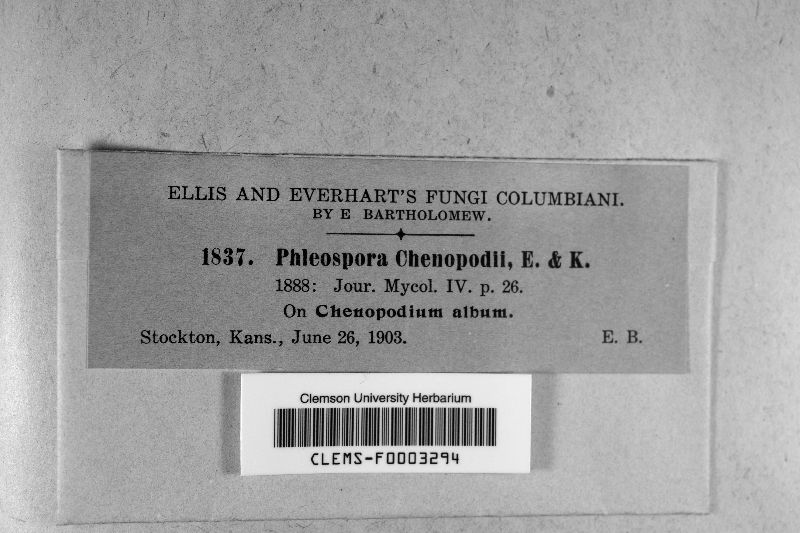 ELLIS AND EVERHART'S FUNGI COLUMBIANI.
BY E BARTHOLOMEW.
1837. Phleospora Chenopodii, E. & K.
1888: Jour. Mycol. IV. p. 26.
On Chenopodium album.
Stockton, Kans., June 26, 1903. E. B.
Clemson University Herbarium
CLEMS-F0003294